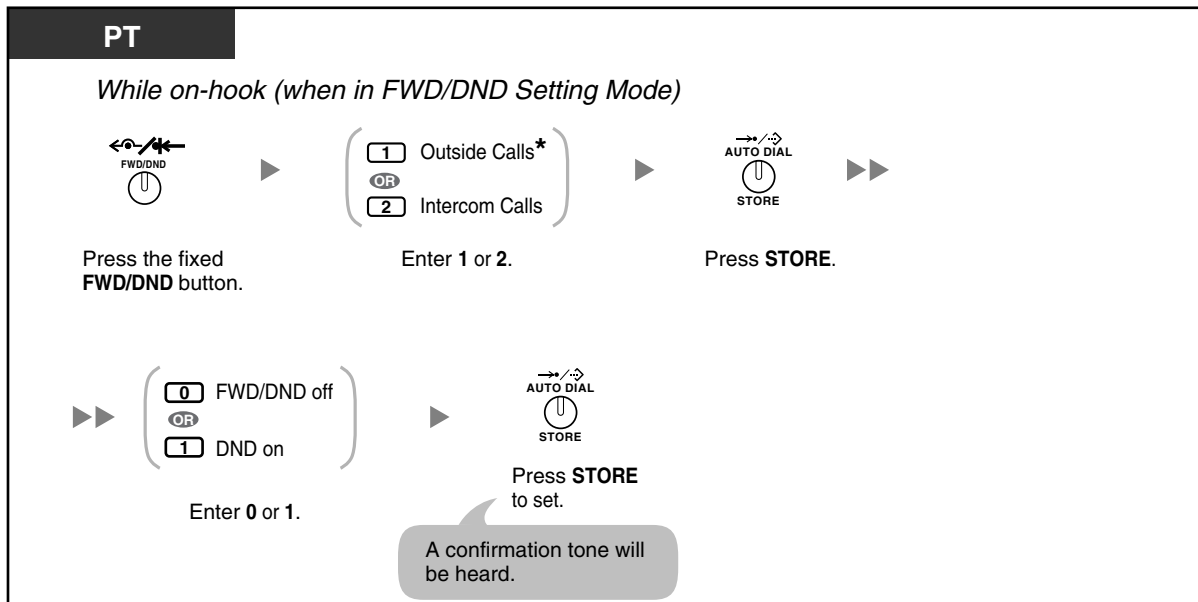 PT
While on-hook (when in FWD/DND Setting Mode)
FWD/DND
1 Outside Calls*
OR
2 Intercom Calls
AUTO DIAL
STORE
Press the fixed
FWD/DND button.
Enter 1 or 2.
Press STORE.
0 FWD/DND off
OR
1 DND on
AUTO DIAL
STORE
Enter 0 or 1.
Press STORE
to set.
A confirmation tone will
be heard.